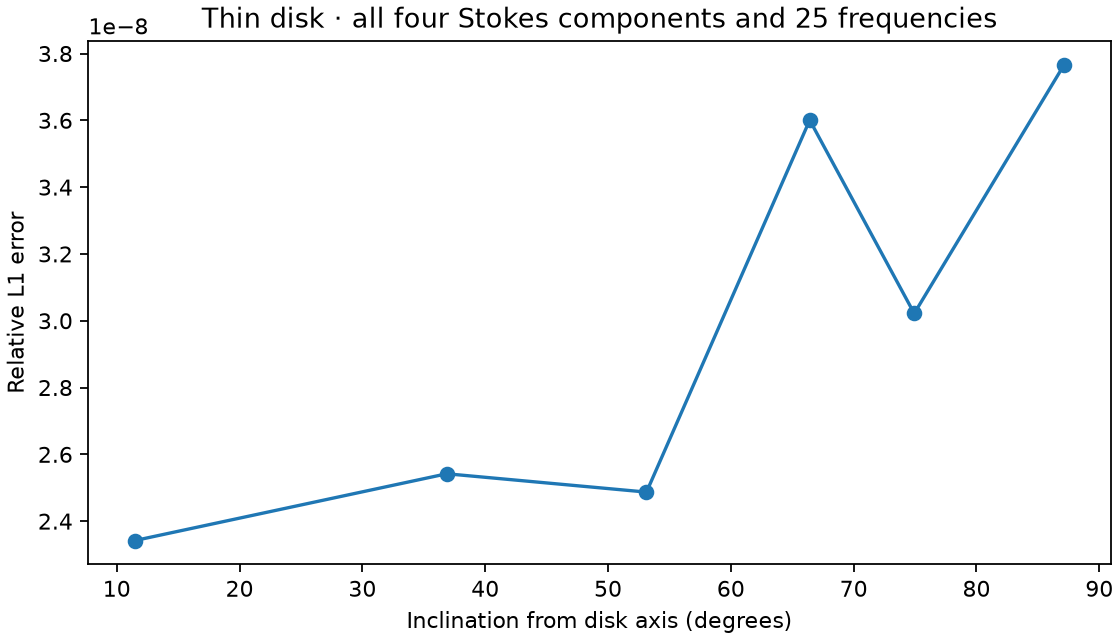 Thin disk · all four Stokes components and 25 frequencies
1e−8
3.8
3.6
3.4
3.2
3.0
2.8
2.6
2.4
Relative L1 error
10 20 30 40 50 60 70 80 90
Inclination from disk axis (degrees)